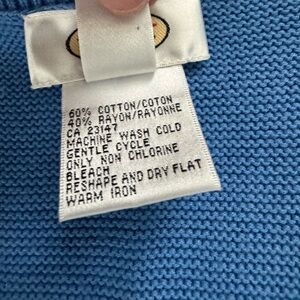 60% COTTON/COTON
40% RAYON/RAYONNE
CA 23147
MACHINE WASH COLD
GENTLE CYCLE
ONLY NON CHLORINE
BLEACH
RESHAPE AND DRY FLAT
WARM IRON